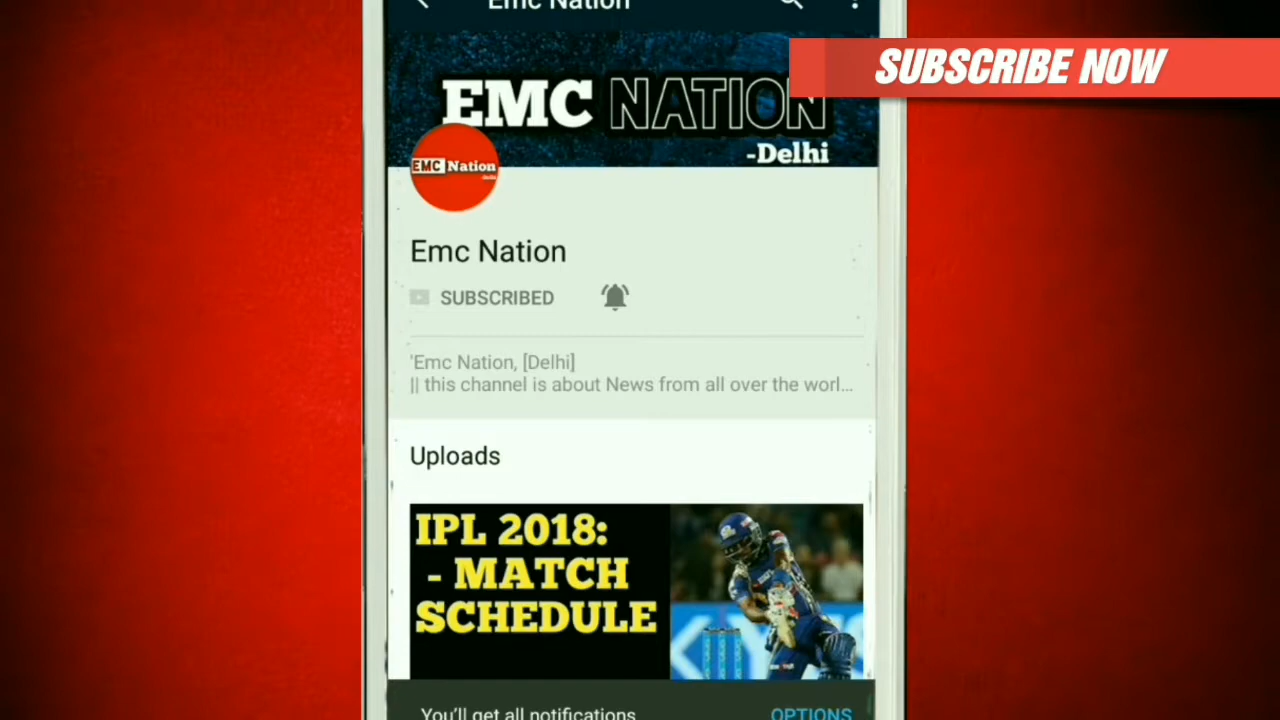 Emc Nation
SUBSCRIBE NOW
EMC NATION
-Delhi
EMC Nation
Emc Nation
SUBSCRIBED
'Emc Nation, [Delhi]
|| this channel is about News from all over the worl...
Uploads
IPL 2018:
- MATCH
SCHEDULE
You'll get all notifications
OPTIONS